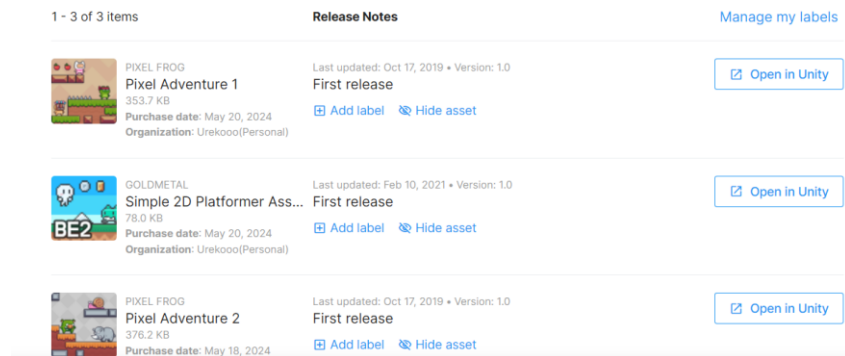 1 - 3 of 3 items
Release Notes
Manage my labels
PIXEL FROG
Pixel Adventure 1
353.7 KB
Purchase date: May 20, 2024
Organization: Urekooo(Personal)
Last updated: Oct 17, 2019 • Version: 1.0
First release
Add label
Hide asset
Open in Unity
GOLDMETAL
Simple 2D Platformer Ass...
78.0 KB
Purchase date: May 20, 2024
Organization: Urekooo(Personal)
BE2
Last updated: Feb 10, 2021 • Version: 1.0
First release
Add label
Hide asset
Open in Unity
PIXEL FROG
Pixel Adventure 2
376.2 KB
Purchase date: May 18, 2024
Last updated: Oct 17, 2019 • Version: 1.0
First release
Add label
Hide asset
Open in Unity